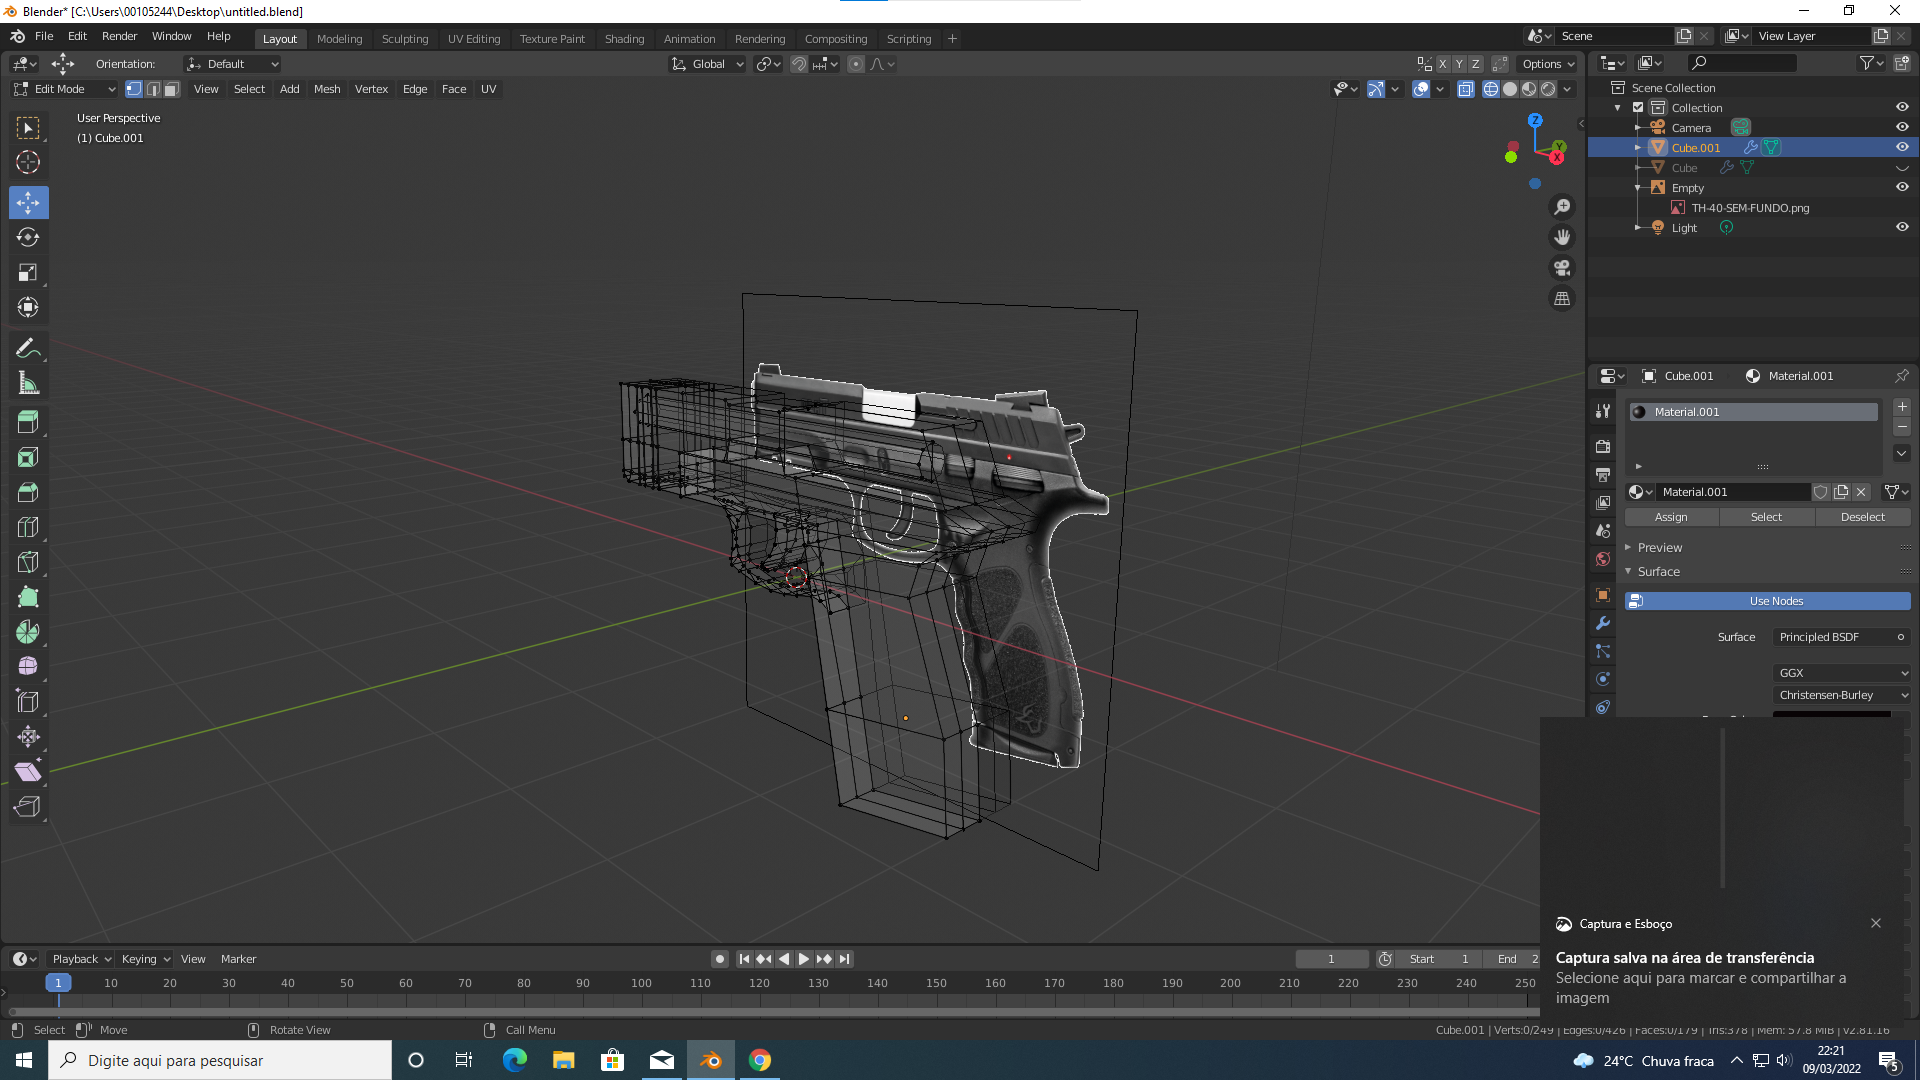 Blender* [C:\Users\00105244\Desktop\untitled.blend]
File Edit Render Window Help
Layout Modeling Sculpting UV Editing Texture Paint Shading Animation Rendering Compositing Scripting +
Scene
View Layer
Orientation: Default
Global
X Y Z
Options
Edit Mode
View Select Add Mesh Vertex Edge Face UV
User Perspective
(1) Cube.001
Z
Y
X
Scene Collection
Collection
Camera
Cube.001
Cube
Empty
TH-40-SEM-FUNDO.png
Light
Cube.001 Material.001
Material.001
Material.001
Assign Select Deselect
Preview
Surface
Use Nodes
Surface Principled BSDF
GGX
Christensen-Burley
Captura e Esboço
Captura salva na área de transferência
Selecione aqui para marcar e compartilhar a
imagem
Playback Keying View Marker
1
Start 1
End 2
1 10 20 30 40 50 60 70 80 90 100 110 120 130 140 150 160 170 180 190 200 210 220 230 240 250
Select Move Rotate View Call Menu
Cube.001 | Verts:0/249 | Edges:0/426 | Faces:0/179 | Tris:378 | Mem: 57.8 MiB | v2.81.16
Digite aqui para pesquisar
24°C Chuva fraca
22:21
09/03/2022
5